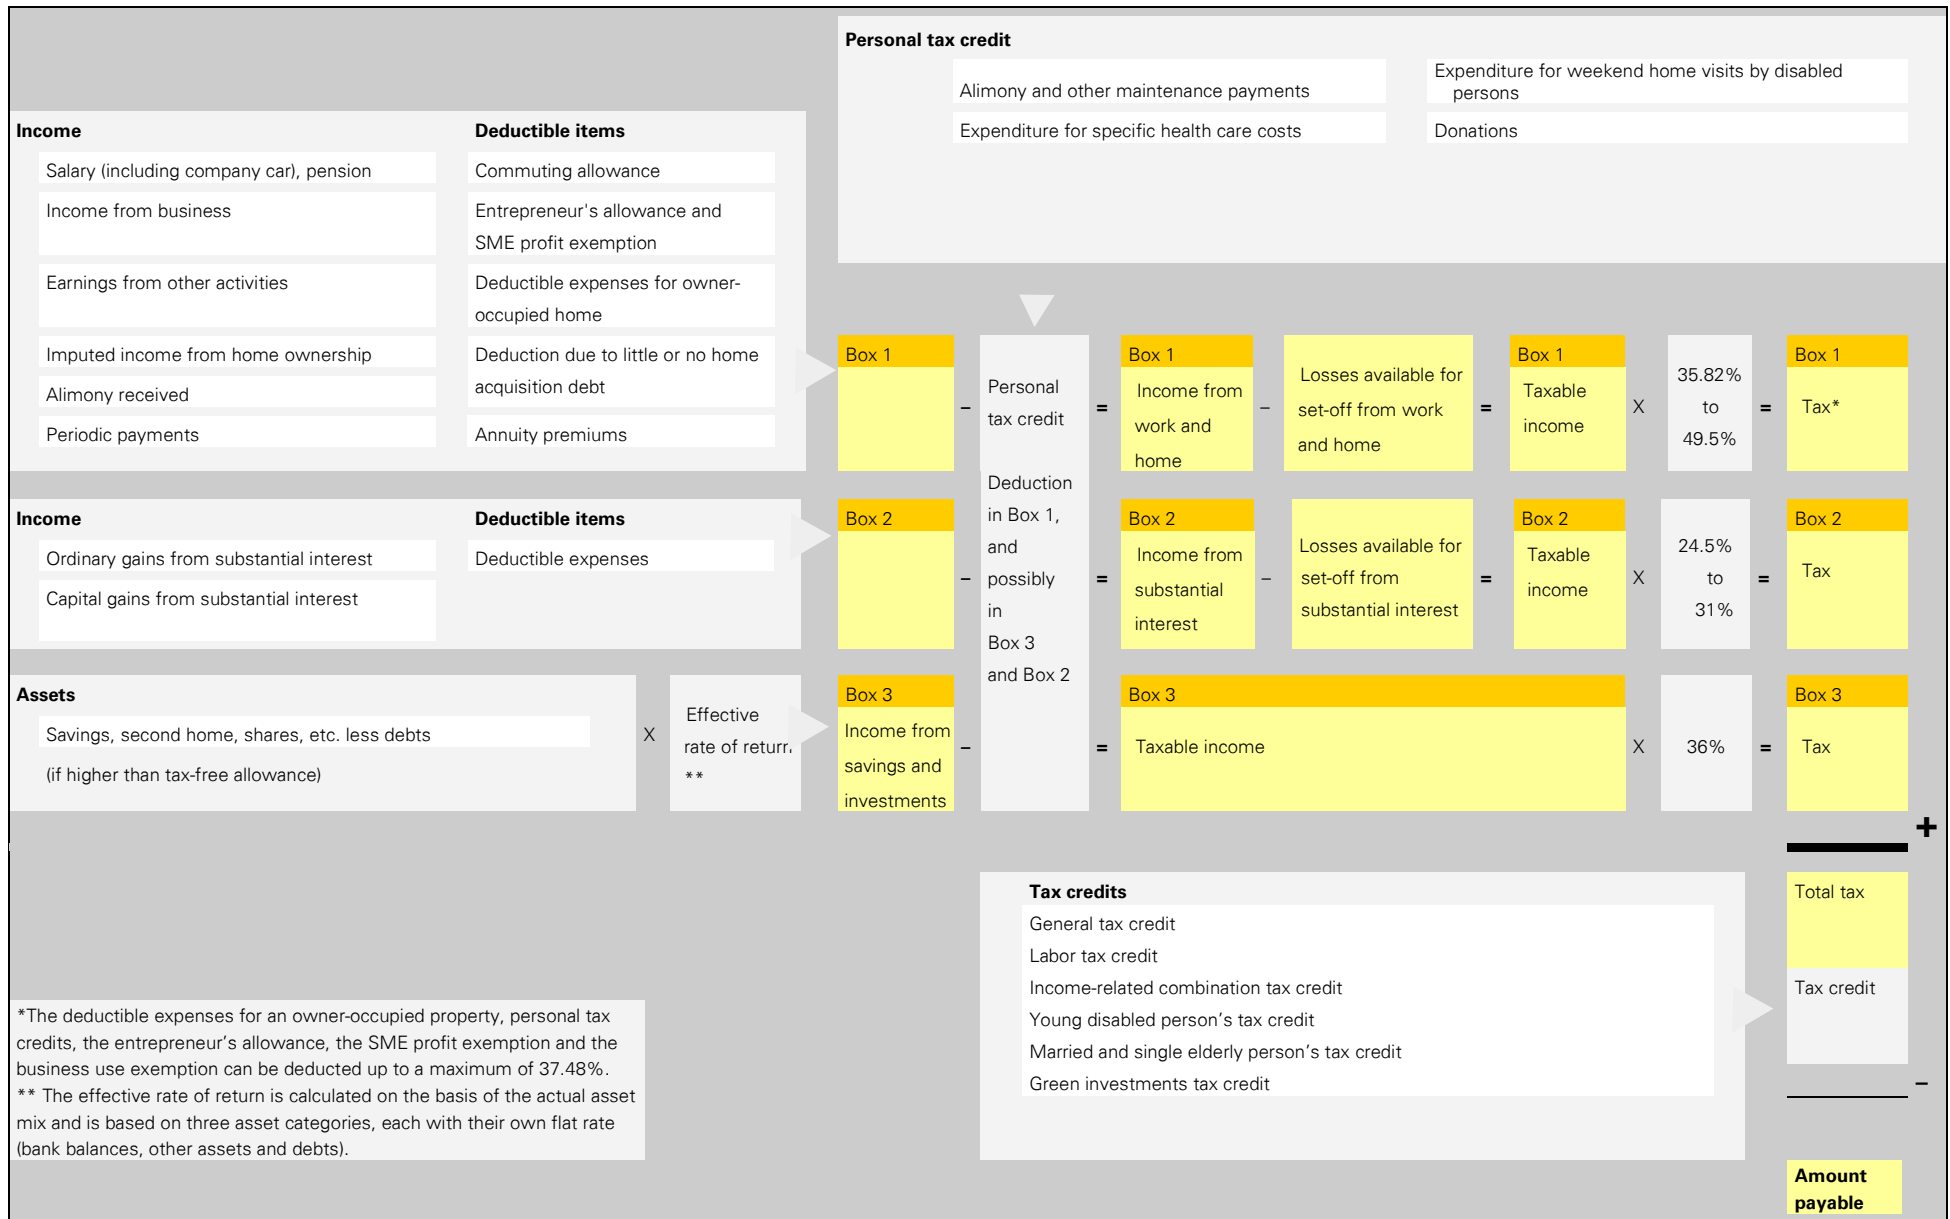 Personal tax credit
Alimony and other maintenance payments
Expenditure for weekend home visits by disabled
persons
Expenditure for specific health care costs
Donations
Income
Deductible items
Salary (including company car), pension
Commuting allowance
Income from business
Entrepreneur's allowance and
SME profit exemption
Earnings from other activities
Deductible expenses for owner-
occupied home
Imputed income from home ownership
Deduction due to little or no home
acquisition debt
Alimony received
Periodic payments
Annuity premiums
Box 1
–
Personal
tax credit
Deduction
in Box 1,
and
possibly
in
Box 3
and Box 2
=
Box 1
Income from
work and
home
–
Losses available for
set-off from work
and home
=
Box 1
Taxable
income
X
35.82%
to
49.5%
=
Box 1
Tax*
Income
Deductible items
Ordinary gains from substantial interest
Deductible expenses
Capital gains from substantial interest
Box 2
–
=
Box 2
Income from
substantial
interest
–
Losses available for
set-off from
substantial interest
=
Box 2
Taxable
income
X
24.5%
to
31%
=
Box 2
Tax
Assets
Savings, second home, shares, etc. less debts
(if higher than tax-free allowance)
X
Effective
rate of return
**
Box 3
Income from
savings and
investments
–
=
Box 3
Taxable income
X
36%
=
Box 3
Tax
+
Tax credits
General tax credit
Labor tax credit
Income-related combination tax credit
Young disabled person’s tax credit
Married and single elderly person’s tax credit
Green investments tax credit
Total tax
Tax credit
–
Amount
payable
*The deductible expenses for an owner-occupied property, personal tax
credits, the entrepreneur’s allowance, the SME profit exemption and the
business use exemption can be deducted up to a maximum of 37.48%.
** The effective rate of return is calculated on the basis of the actual asset
mix and is based on three asset categories, each with their own flat rate
(bank balances, other assets and debts).